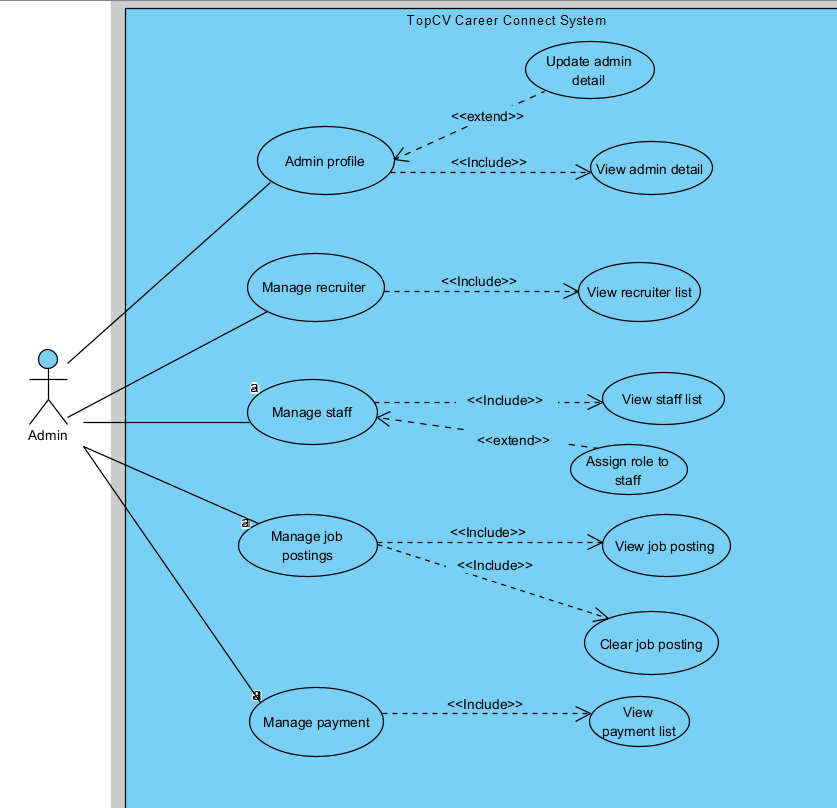 TopCV Career Connect System
Update admin
detail
<<extend>>
Admin profile
<<Include>>
View admin detail
Manage recruiter
<<Include>>
View recruiter list
a
Manage staff
<<Include>>
View staff list
<<extend>>
Assign role to
staff
Admin
a
Manage job
postings
<<Include>>
View job posting
<<Include>>
Clear job posting
a
Manage payment
<<Include>>
View
payment list